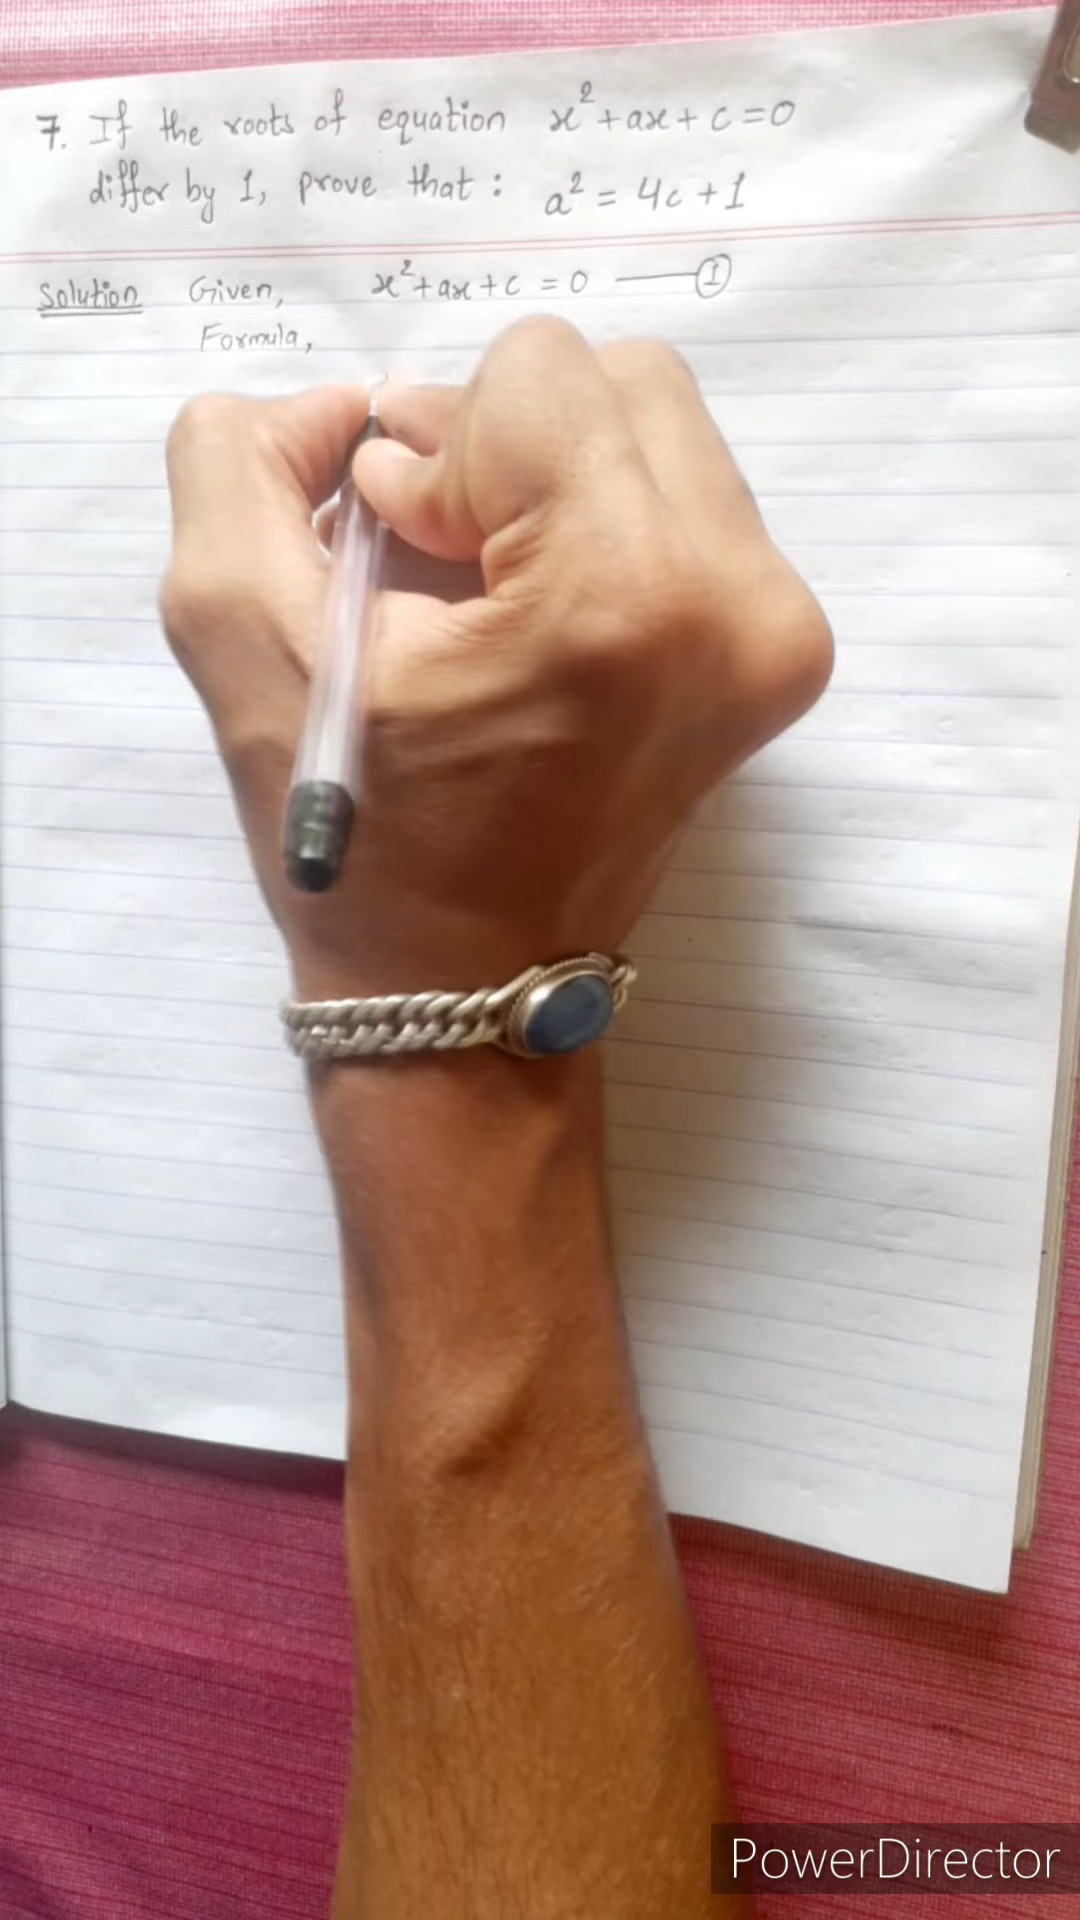 7. If the roots of equation x²+ax+c=0
differ by 1, prove that : a² = 4c+1
Solution Given, x²+ax+c = 0 —— ①
Formula,
PowerDirector